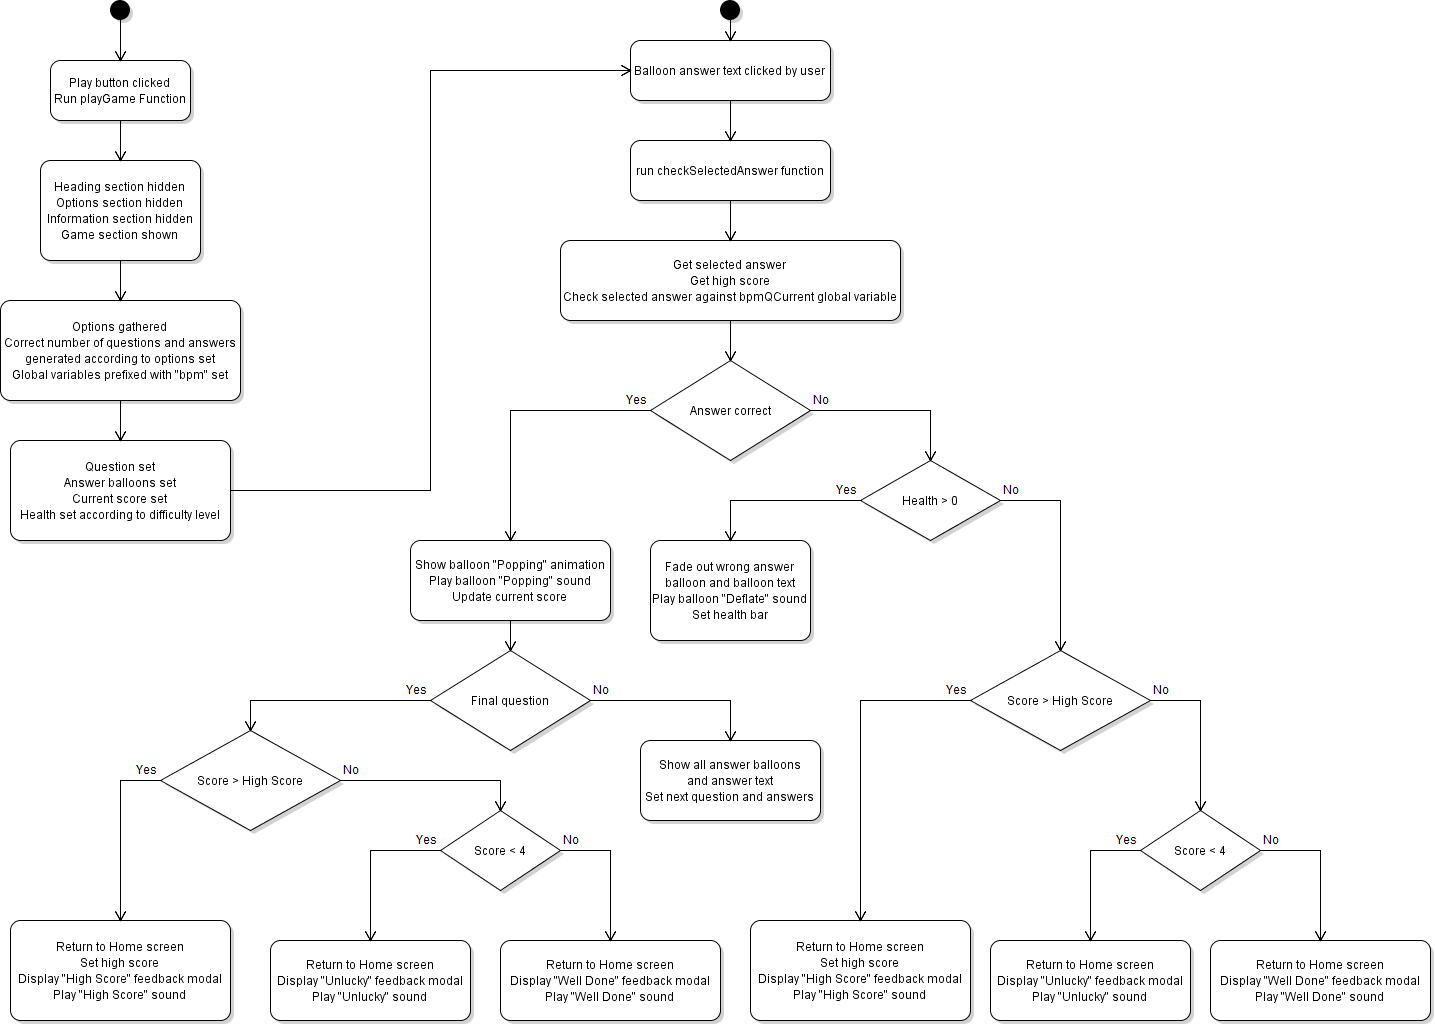 Play button clicked
Run playGame Function
Heading section hidden
Options section hidden
Information section hidden
Game section shown
Options gathered
Correct number of questions and answers
generated according to options set
Global variables prefixed with "bpm" set
Question set
Answer balloons set
Current score set
Health set according to difficulty level
Balloon answer text clicked by user
run checkSelectedAnswer function
Get selected answer
Get high score
Check selected answer against bpmQCurrent global variable
Yes
Answer correct
No
Yes
Health > 0
No
Show balloon "Popping" animation
Play balloon "Popping" sound
Update current score
Fade out wrong answer
balloon and balloon text
Play balloon "Deflate" sound
Set health bar
Yes
Final question
No
Yes
Score > High Score
No
Show all answer balloons
and answer text
Set next question and answers
Yes
Score > High Score
No
Yes
Score < 4
No
Yes
Score < 4
No
Return to Home screen
Set high score
Display "High Score" feedback modal
Play "High Score" sound
Return to Home screen
Display "Unlucky" feedback modal
Play "Unlucky" sound
Return to Home screen
Display "Well Done" feedback modal
Play "Well Done" sound
Return to Home screen
Set high score
Display "High Score" feedback modal
Play "High Score" sound
Return to Home screen
Display "Unlucky" feedback modal
Play "Unlucky" sound
Return to Home screen
Display "Well Done" feedback modal
Play "Well Done" sound